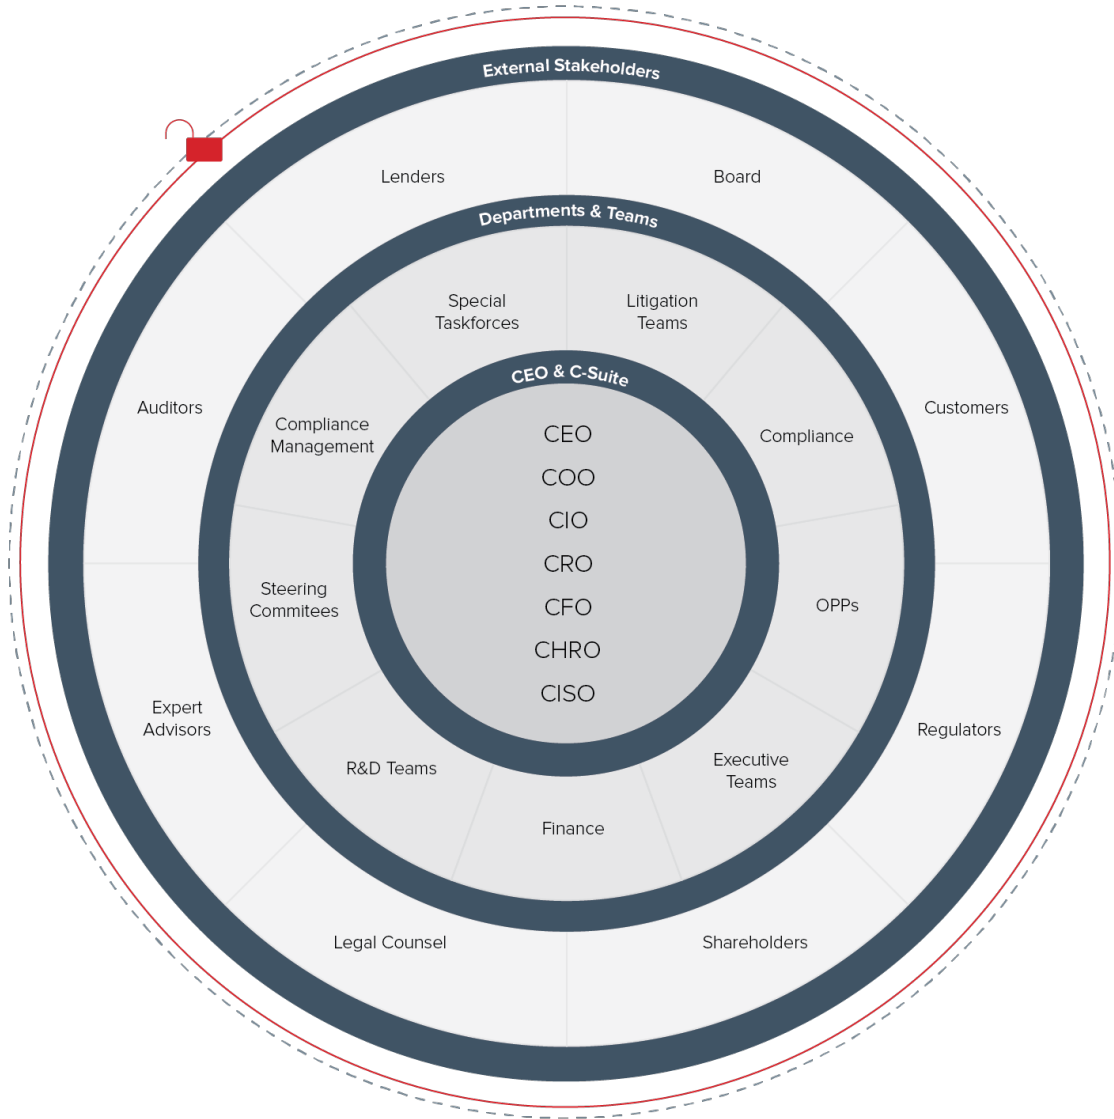 External Stakeholders
Lenders
Board
Departments & Teams
Special
Taskforces
Litigation
Teams
CEO & C-Suite
Auditors
Customers
Compliance
Management
Compliance
CEO
COO
CIO
CRO
CFO
CHRO
CISO
Steering
Commitees
OPPs
Expert
Advisors
Regulators
R&D Teams
Executive
Teams
Finance
Legal Counsel
Shareholders